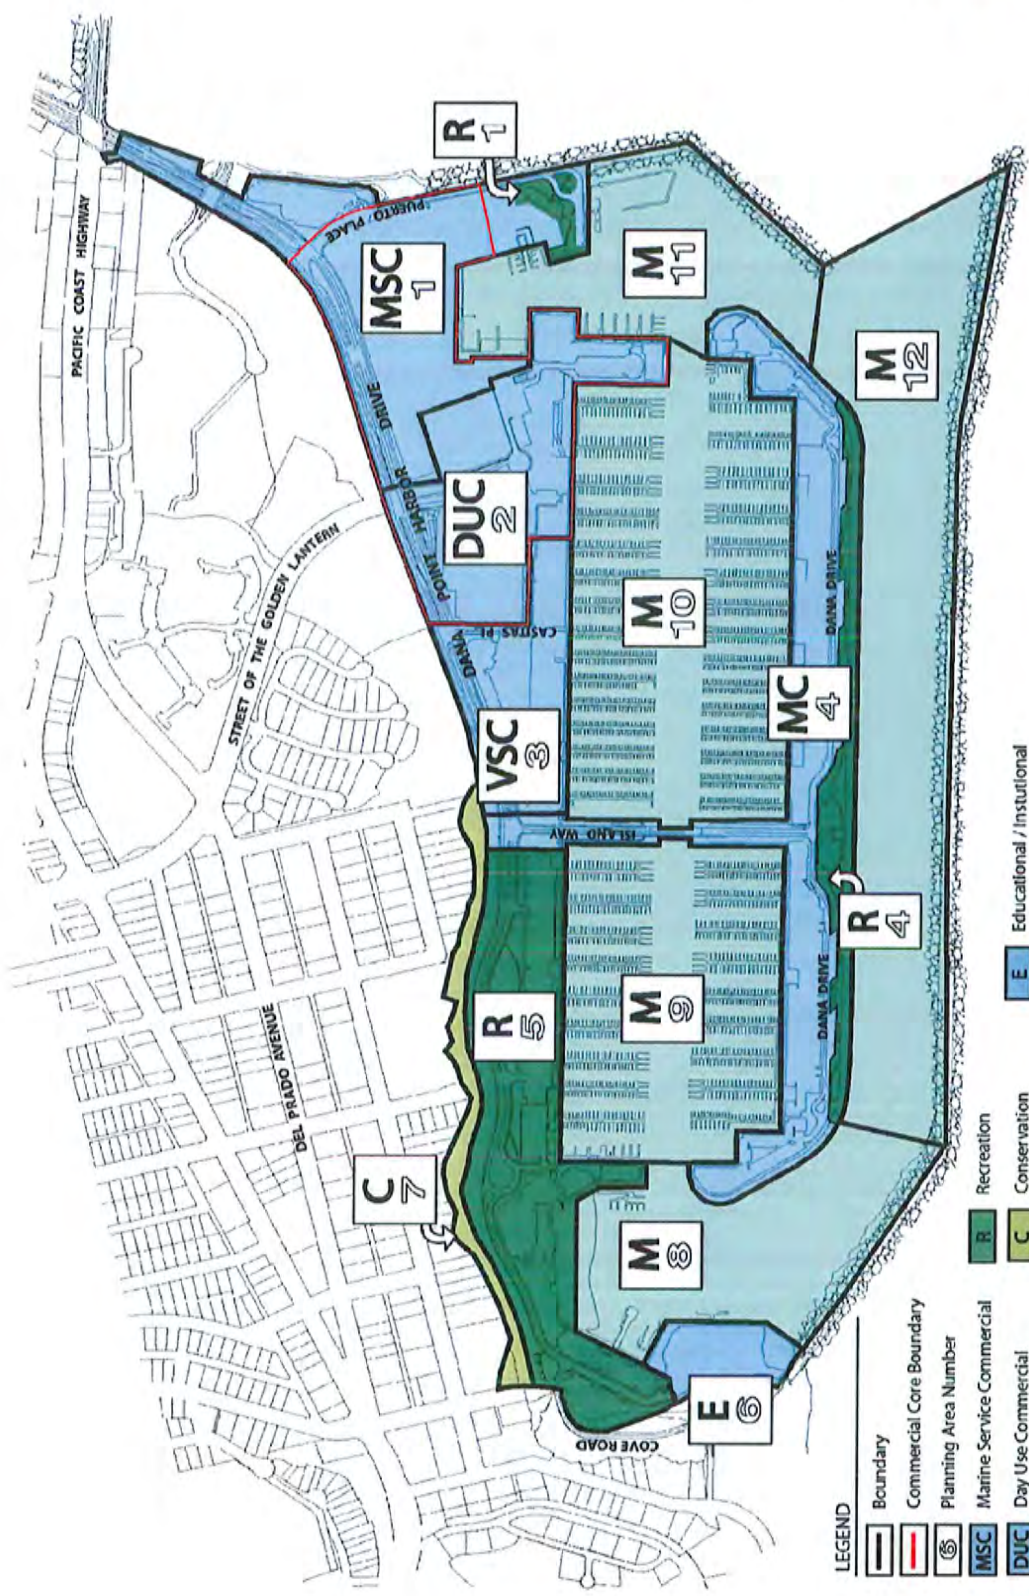 PACIFIC COAST HIGHWAY
STREET OF THE GOLDEN LANTERN
DEL PRADO AVENUE
PUERTO PLACE
DANA POINT HARBOR DRIVE
CASITAS PL
ISLAND WAY
DANA DRIVE
DANA DRIVE
COVE ROAD
R
1
MSC
1
M
11
M
12
DUC
2
M
10
VSC
3
MC
4
R
4
R
5
M
9
C
7
M
8
E
6
LEGEND
Boundary
Commercial Core Boundary
6 Planning Area Number
MSC Marine Service Commercial
DUC Day Use Commercial
R Recreation
C Conservation
E Educational / Instutional